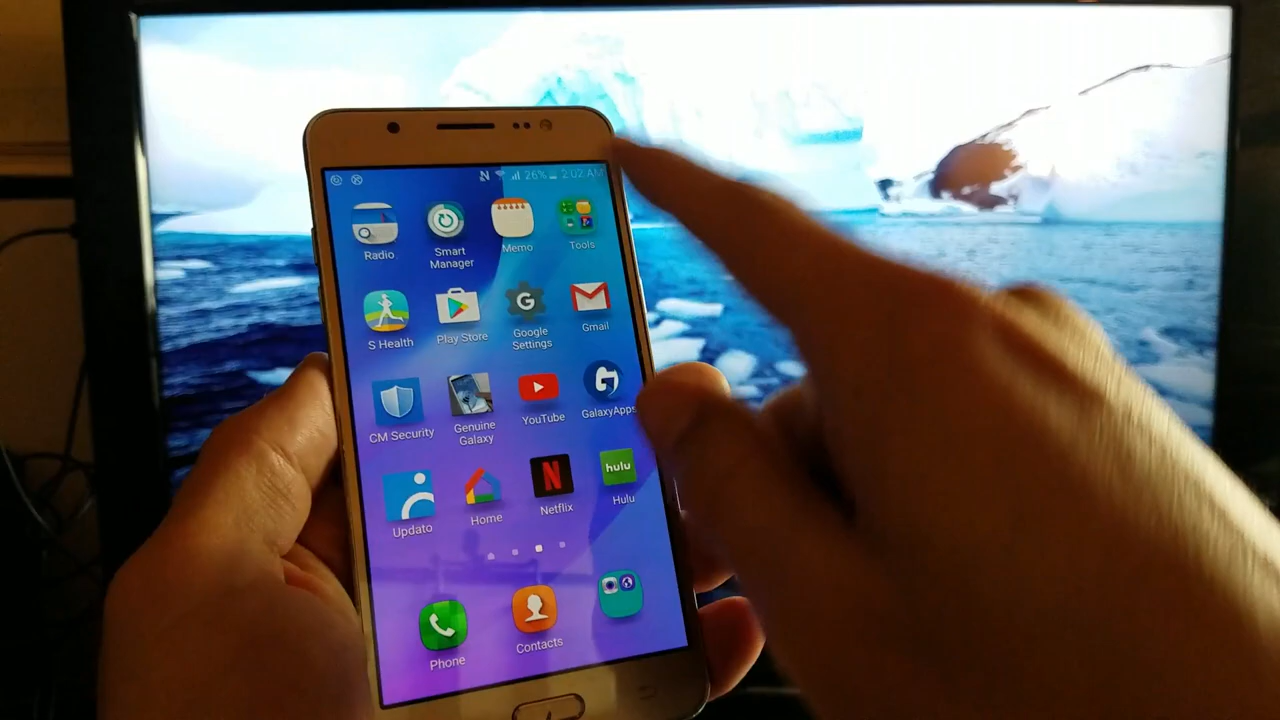 N 26% 2:02 AM
Radio
Smart
Manager
Memo
Tools
S Health
Play Store
Google
Settings
G
Gmail
CM Security
Genuine
Galaxy
YouTube
GalaxyApps
Updato
Home
N
Netflix
hulu
Hulu
Phone
Contacts